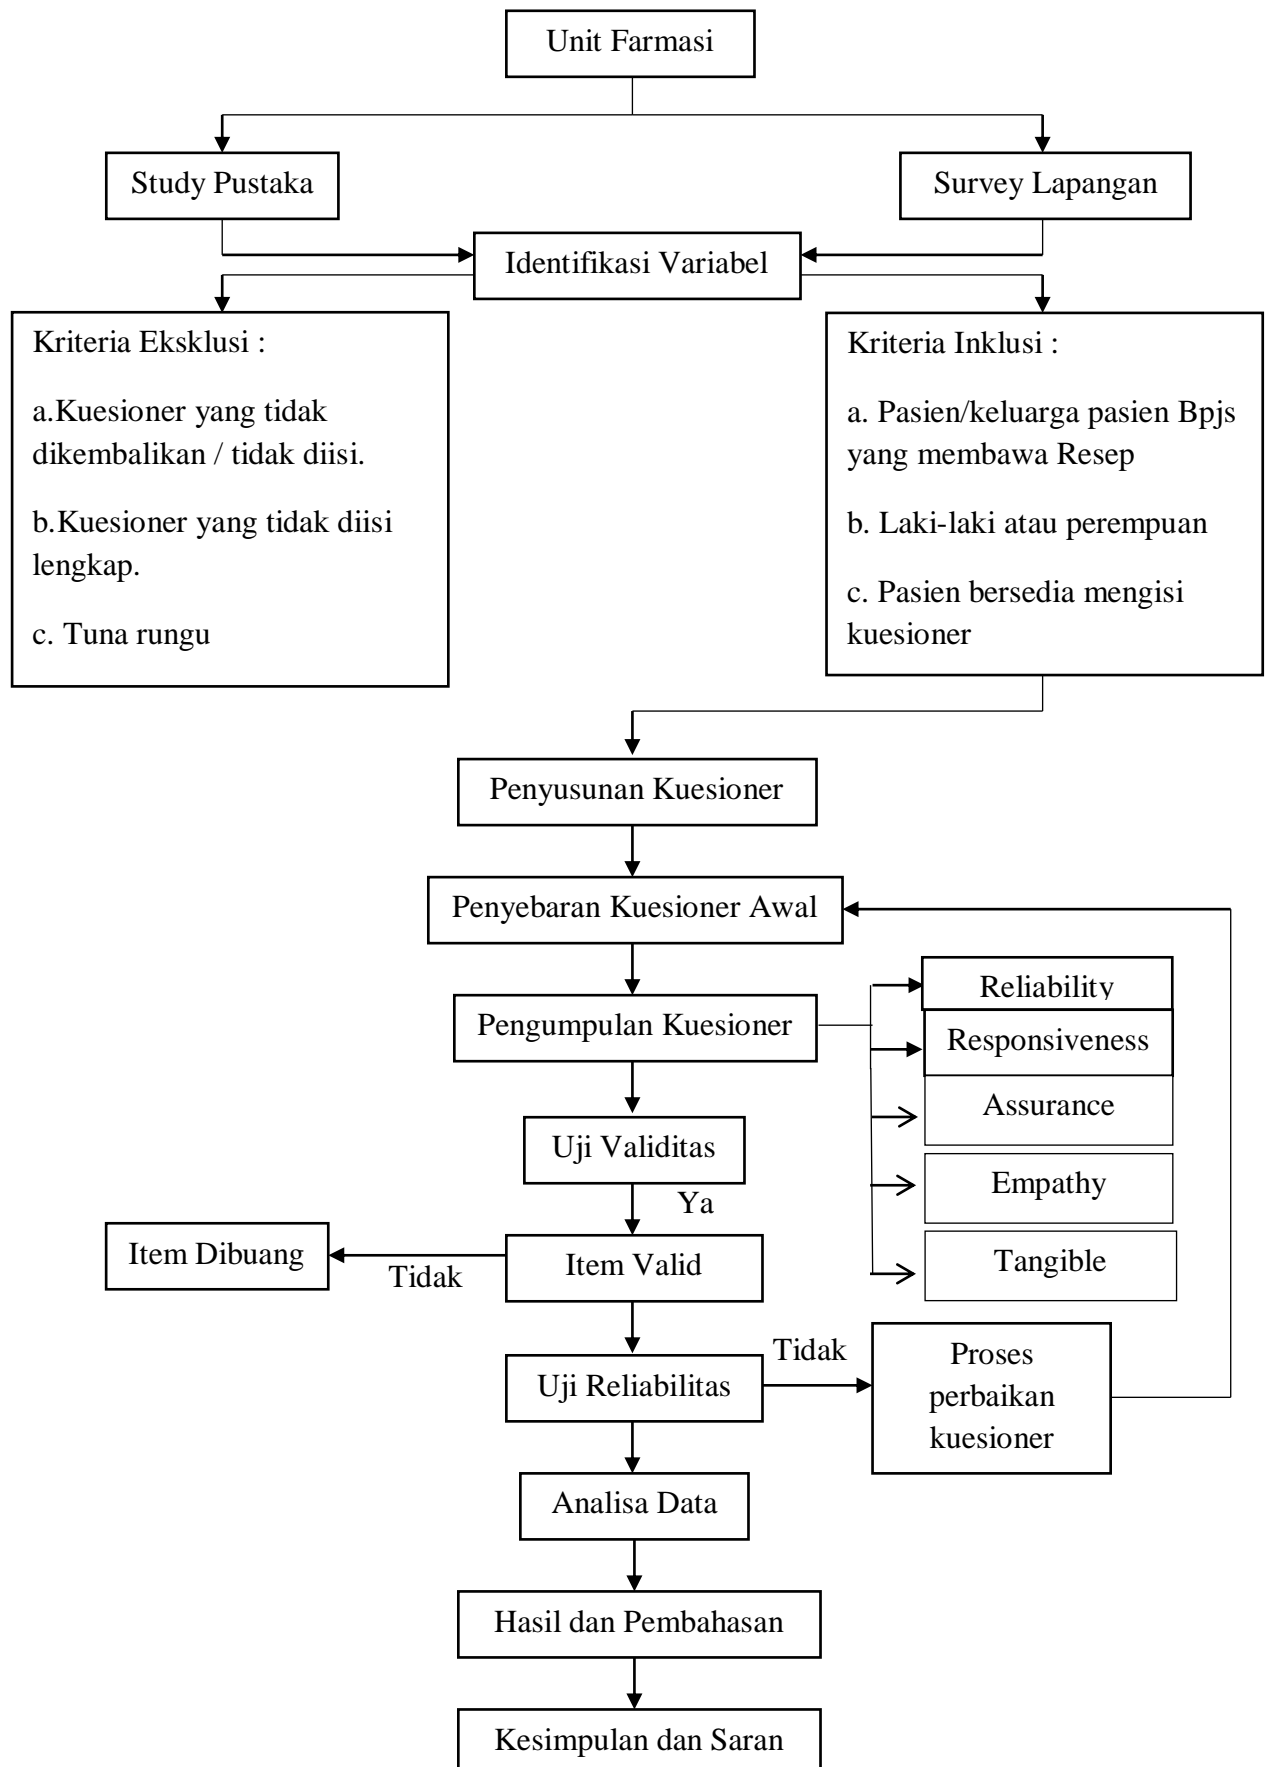 Unit Farmasi
Study Pustaka
Survey Lapangan
Identifikasi Variabel
Kriteria Eksklusi :
a.Kuesioner yang tidak
dikembalikan / tidak diisi.
b.Kuesioner yang tidak diisi
lengkap.
c. Tuna rungu
Kriteria Inklusi :
a. Pasien/keluarga pasien Bpjs
yang membawa Resep
b. Laki-laki atau perempuan
c. Pasien bersedia mengisi
kuesioner
Penyusunan Kuesioner
Penyebaran Kuesioner Awal
Pengumpulan Kuesioner
Reliability
Responsiveness
Assurance
Empathy
Tangible
Uji Validitas
Ya
Item Dibuang
Tidak
Item Valid
Uji Reliabilitas
Tidak
Proses
perbaikan
kuesioner
Analisa Data
Hasil dan Pembahasan
Kesimpulan dan Saran